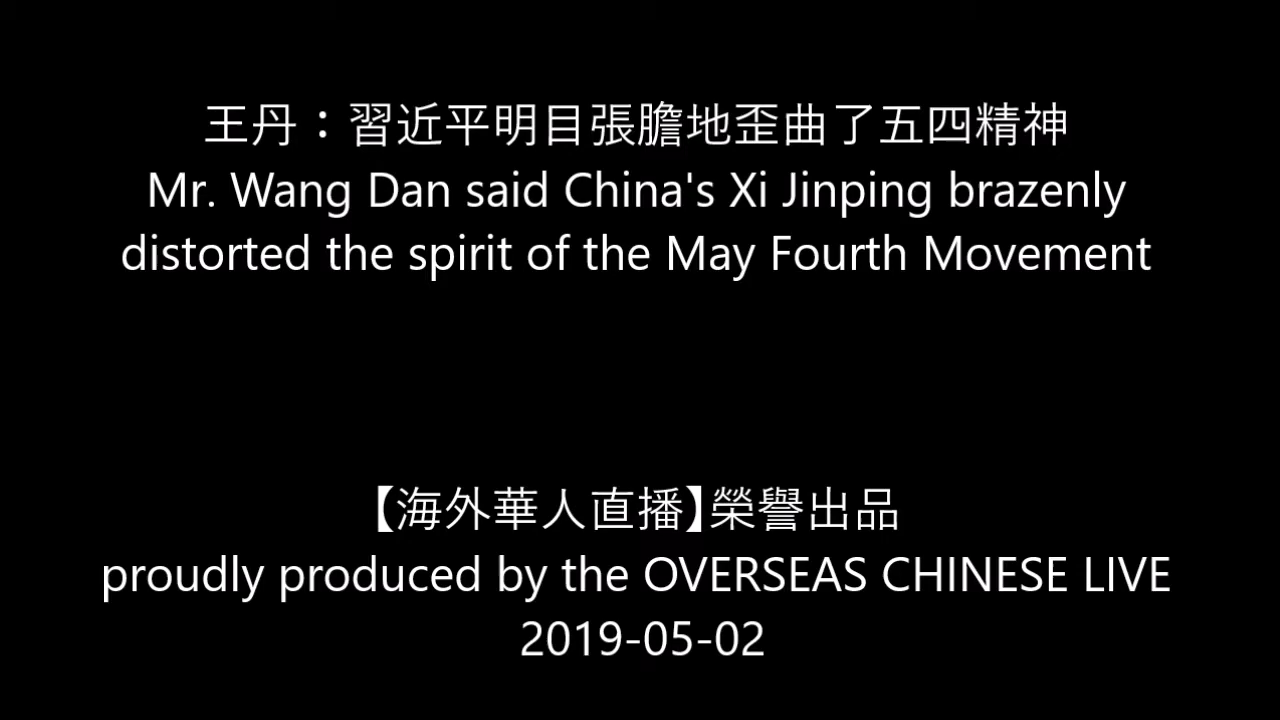 王丹：習近平明目張膽地歪曲了五四精神
Mr. Wang Dan said China's Xi Jinping brazenly
distorted the spirit of the May Fourth Movement
【海外華人直播】榮譽出品
proudly produced by the OVERSEAS CHINESE LIVE
2019-05-02